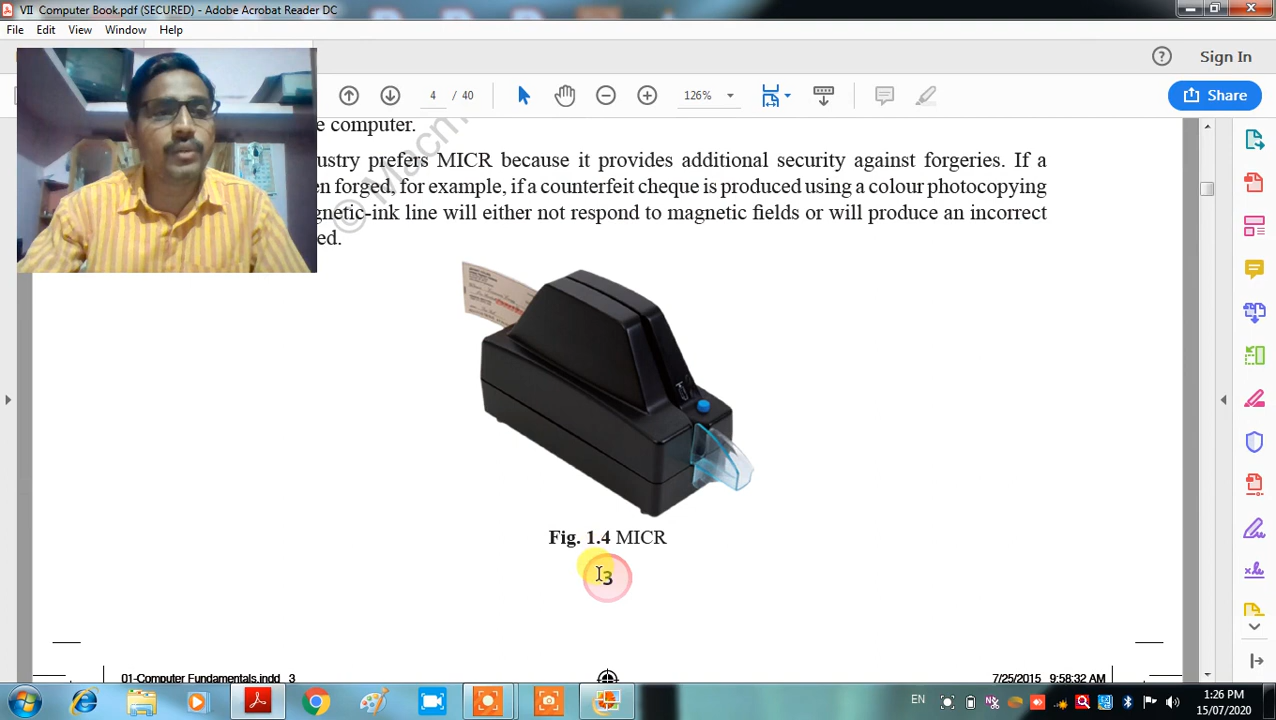 VII Computer Book.pdf (SECURED) - Adobe Acrobat Reader DC
File Edit View Window Help
Sign In
4 / 40 126% Share
e computer.
© Macm
ustry prefers MICR because it provides additional security against forgeries. If a
en forged, for example, if a counterfeit cheque is produced using a colour photocopying
gnetic-ink line will either not respond to magnetic fields or will produce an incorrect
ed.
Fig. 1.4 MICR
3
01-Computer Fundamentals.indd 3 7/25/2015 9:58:32 AM
EN 1:26 PM
15/07/2020